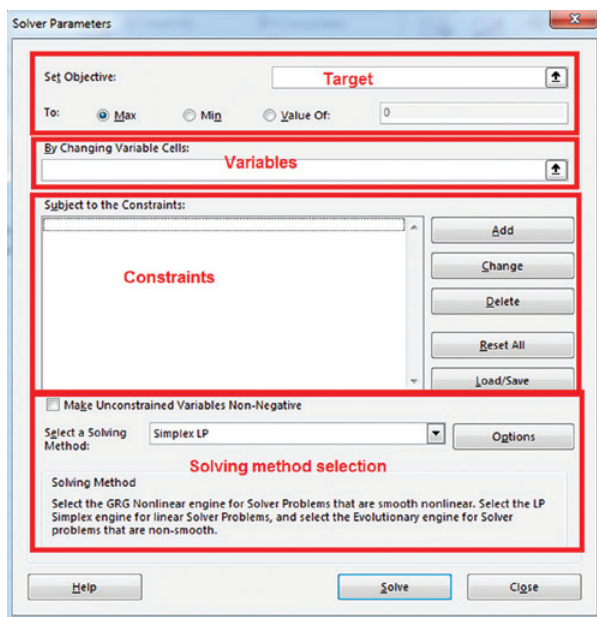 Solver Parameters
x
Set Objective:
Target
To:
Max
Min
Value Of:
0
By Changing Variable Cells:
Variables
Subject to the Constraints:
Constraints
Add
Change
Delete
Reset All
Load/Save
Make Unconstrained Variables Non-Negative
Select a Solving
Method:
Simplex LP
Options
Solving method selection
Solving Method
Select the GRG Nonlinear engine for Solver Problems that are smooth nonlinear. Select the LP
Simplex engine for linear Solver Problems, and select the Evolutionary engine for Solver
problems that are non-smooth.
Help
Solve
Close